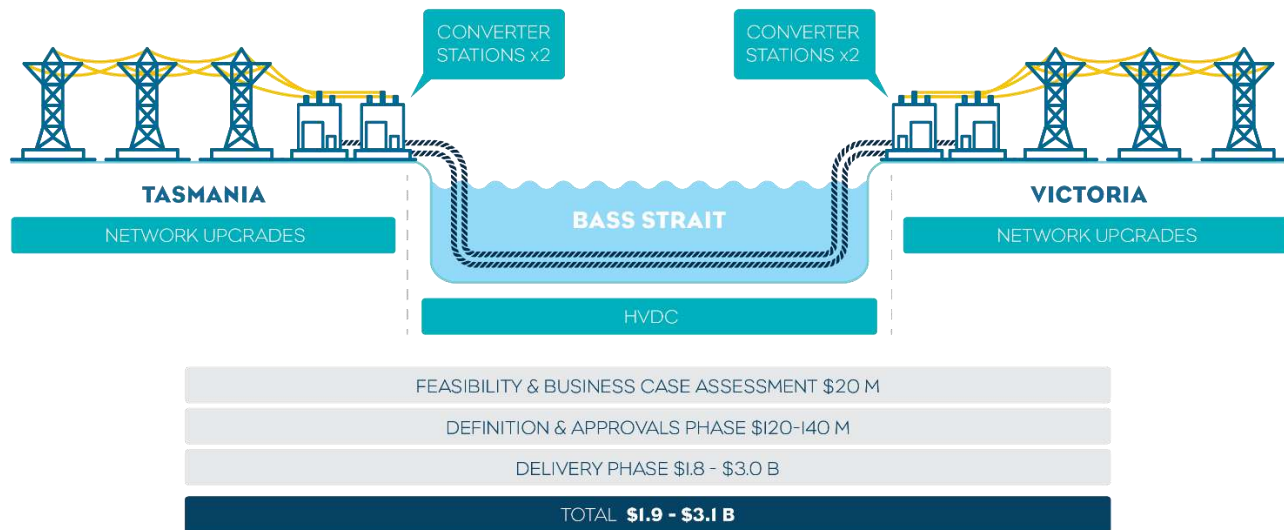 CONVERTER
STATIONS x2
CONVERTER
STATIONS x2
TASMANIA
BASS STRAIT
VICTORIA
NETWORK UPGRADES
NETWORK UPGRADES
HVDC
FEASIBILITY & BUSINESS CASE ASSESSMENT $20 M
DEFINITION & APPROVALS PHASE $120-140 M
DELIVERY PHASE $1.8 - $3.0 B
TOTAL $1.9 - $3.1 B